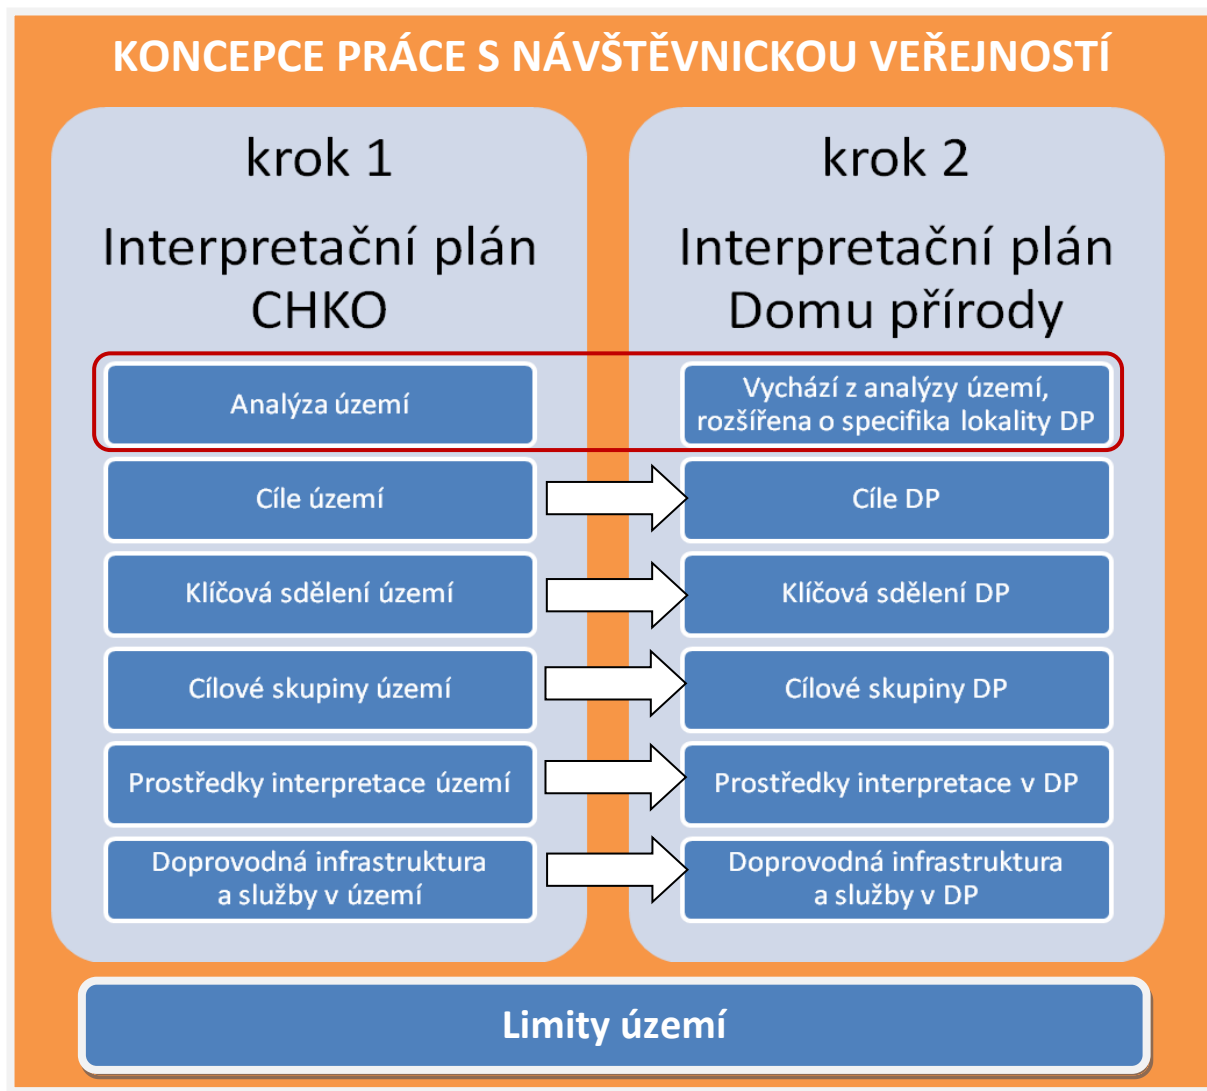 KONCEPCE PRÁCE S NÁVŠTĚVNICKOU VEŘEJNOSTÍ
krok 1
Interpretační plán
CHKO
Analýza území
Cíle území
Klíčová sdělení území
Cílové skupiny území
Prostředky interpretace území
Doprovodná infrastruktura
a služby v území
krok 2
Interpretační plán
Domu přírody
Vychází z analýzy území,
rozšířena o specifika lokality DP
Cíle DP
Klíčová sdělení DP
Cílové skupiny DP
Prostředky interpretace v DP
Doprovodná infrastruktura
a služby v DP
Limity území